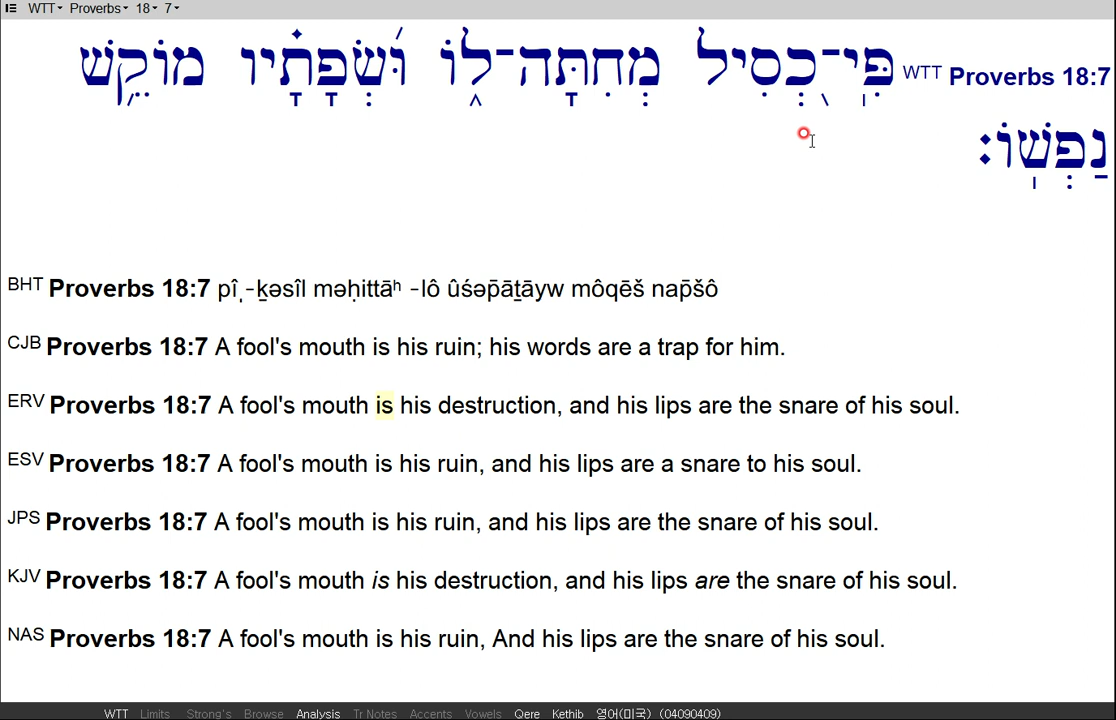 WTT Proverbs 18 7
WTT Proverbs 18:7 פִּֽי־כְ֭סִיל מְחִתָּה־ל֑וֹ וּ֜שְׂפָתָ֗יו מוֹקֵ֥שׁ
נַפְשֽׁוֹ׃
BHT Proverbs 18:7 pî|-ḵəsîl məḥittāʰ -lô ûśəp̄āṯāyw môqēš nap̄šô
CJB Proverbs 18:7 A fool's mouth is his ruin; his words are a trap for him.
ERV Proverbs 18:7 A fool's mouth is his destruction, and his lips are the snare of his soul.
ESV Proverbs 18:7 A fool's mouth is his ruin, and his lips are a snare to his soul.
JPS Proverbs 18:7 A fool's mouth is his ruin, and his lips are the snare of his soul.
KJV Proverbs 18:7 A fool's mouth is his destruction, and his lips are the snare of his soul.
NAS Proverbs 18:7 A fool's mouth is his ruin, And his lips are the snare of his soul.
WTT Limits Strong's Browse Analysis Tr Notes Accents Vowels Qere Kethib 영어(미국) (04090409)